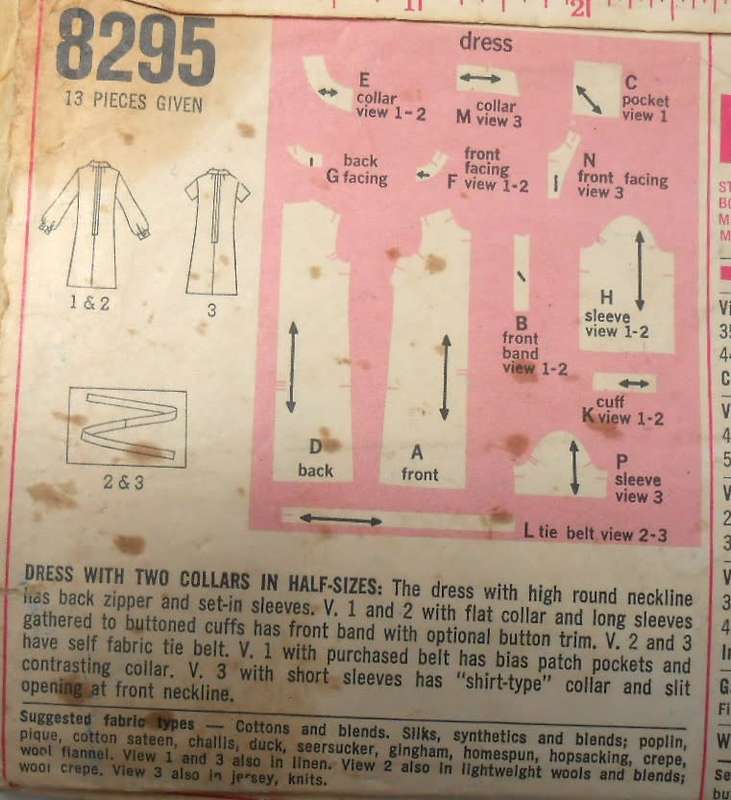 1
2
8295
13 PIECES GIVEN
1 & 2
3
2 & 3
dress
E
collar
view 1-2
M collar
view 3
C
pocket
view 1
back
G facing
front
facing
F view 1-2
N
front facing
view 3
H
sleeve
view 1-2
B
front
band
view 1-2
cuff
K view 1-2
D
back
A
front
P
sleeve
view 3
L tie belt view 2-3
DRESS WITH TWO COLLARS IN HALF-SIZES: The dress with high round neckline
has back zipper and set-in sleeves. V. 1 and 2 with flat collar and long sleeves
gathered to buttoned cuffs has front band with optional button trim. V. 2 and 3
have self fabric tie belt. V. 1 with purchased belt has bias patch pockets and
contrasting collar. V. 3 with short sleeves has "shirt-type" collar and slit
opening at front neckline.
Suggested fabric types — Cottons and blends. Silks, synthetics and blends; poplin,
pique, cotton sateen, challis, duck, seersucker, gingham, homespun, hopsacking, crepe,
wool flannel. View 1 and 3 also in linen. View 2 also in lightweight wools and blends;
wool crepe. View 3 also in jersey, knits.